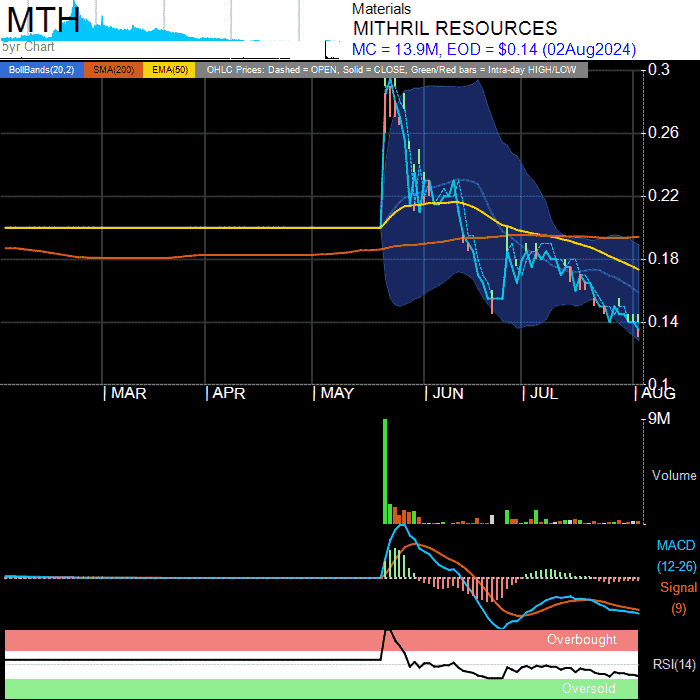 MTH
5yr Chart
Materials
MITHRIL RESOURCES
MC = 13.9M, EOD = $0.14 (02Aug2024)
BollBands(20,2) SMA(200) EMA(50) OHLC Prices: Dashed = OPEN, Solid = CLOSE, Green/Red bars = Intra-day HIGH/LOW
0.3
0.26
0.22
0.18
0.14
0.1
MAR APR MAY JUN JUL AUG
9M
Volume
MACD
(12-26)
Signal
(9)
Overbought
RSI(14)
Oversold